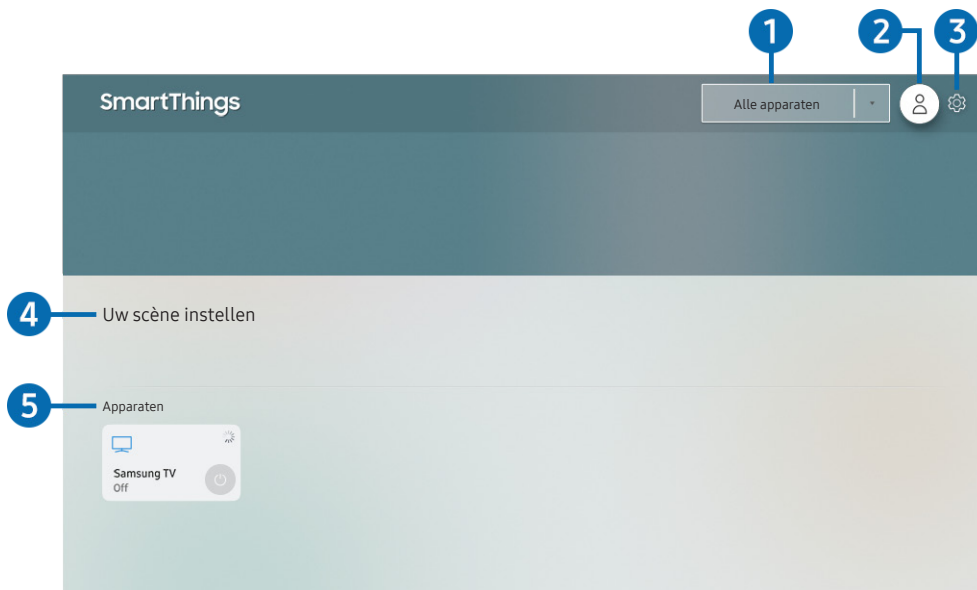 1 2 3
SmartThings
Alle apparaten
4 Uw scène instellen
5 Apparaten
Samsung TV
Off